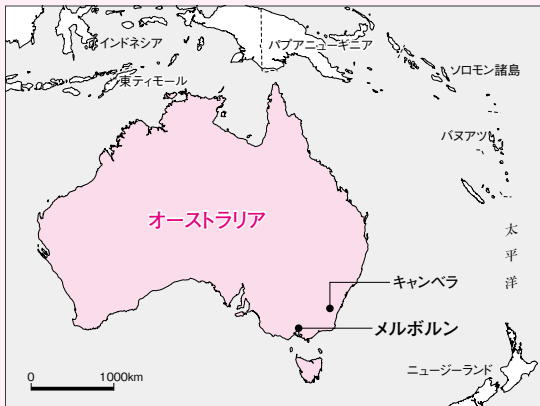 インドネシア
パプアニューギニア
ソロモン諸島
東ティモール
バヌアツ
オーストラリア
太平洋
キャンベラ
メルボルン
ニュージーランド
0 1000km